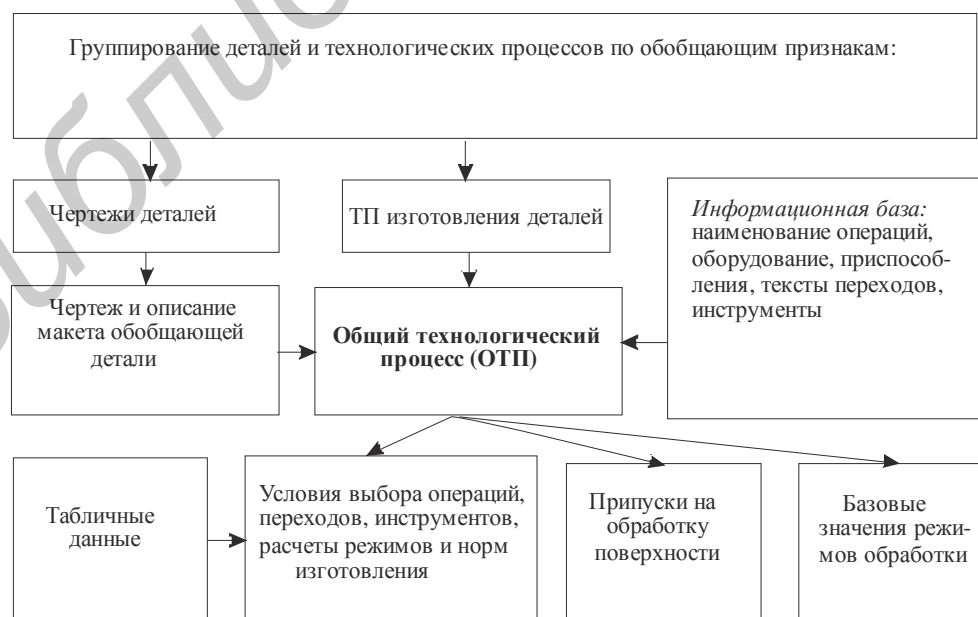 Группирование деталей и технологических процессов по обобщающим признакам:
Чертежи деталей
ТП изготовления деталей
Информационная база:
наименование операций,
оборудование, приспособ-
ления, тексты переходов,
инструменты
Чертеж и описание
макета обобщающей
детали
Общий технологический
процесс (ОТП)
Табличные
данные
Условия выбора операций,
переходов, инструментов,
расчеты режимов и норм
изготовления
Припуски на
обработку
поверхности
Базовые
значения режи-
мов обработки